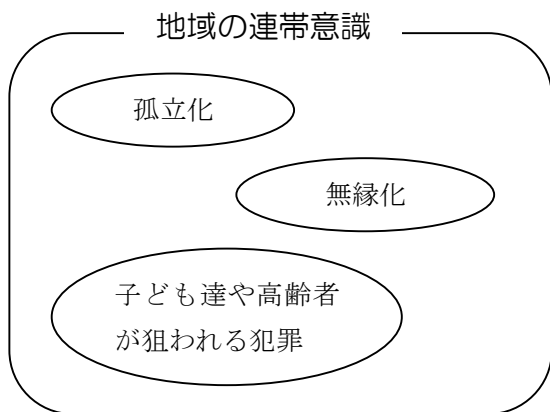 地域の連帯意識
孤立化
無縁化
子ども達や高齢者
が狙われる犯罪